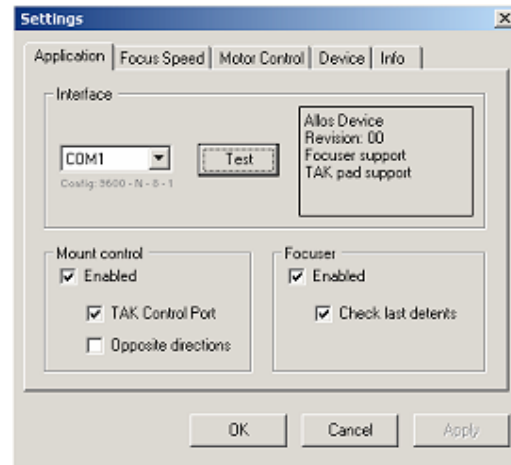 Settings
Application Focus Speed Motor Control Device Info
Interface
COM1
Test
Config: 9600 - N - 8 - 1
Allos Device
Revision: 00
Focuser support
TAK pad support
Mount control
Enabled
TAK Control Port
Opposite directions
Focuser
Enabled
Check last detents
OK Cancel Apply